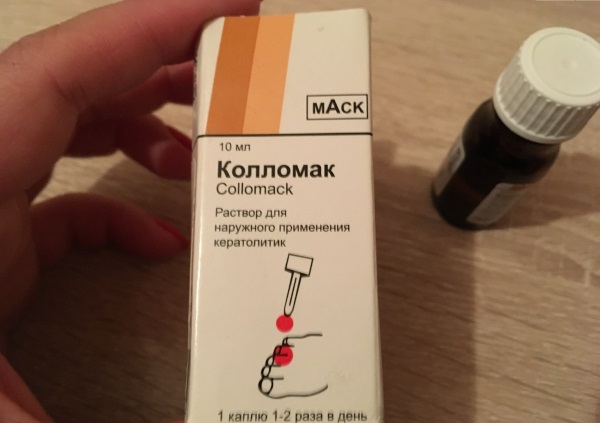 MACK
10 мл
Колломак
Collomack
Раствор для
наружного применения
кератолитик
1 каплю 1-2 раза в день